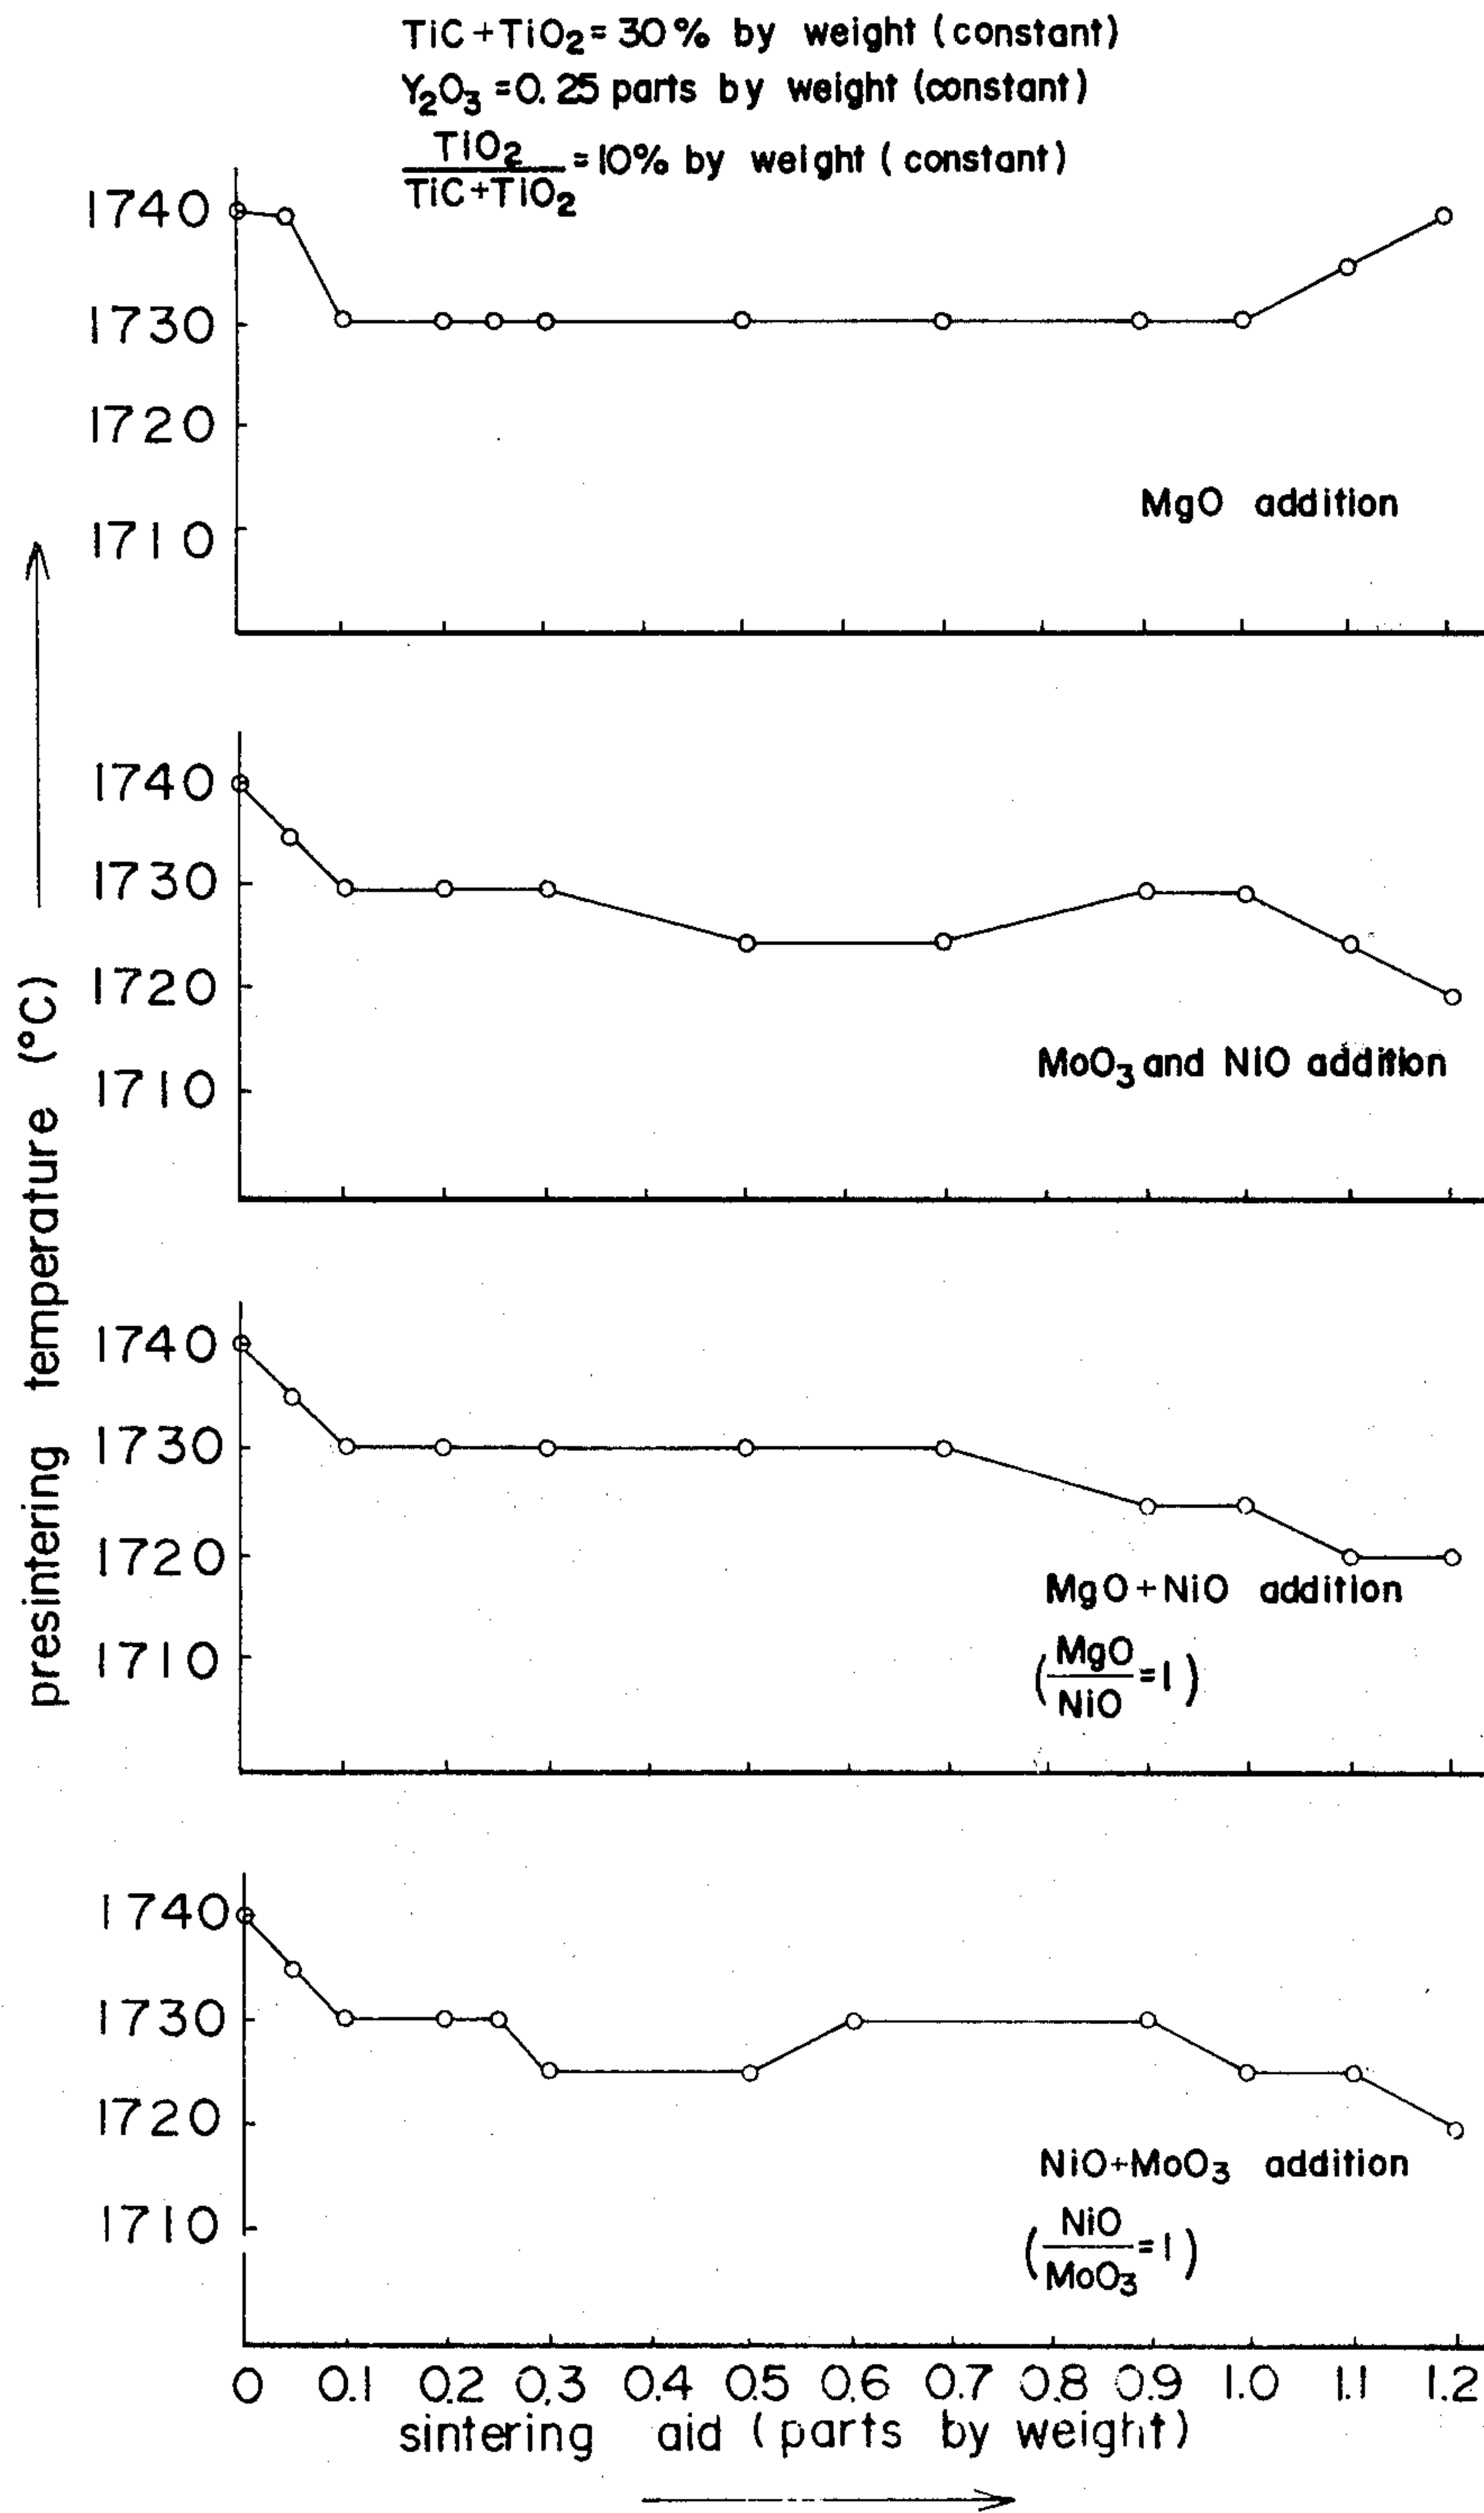 TiC+TiO₂=30% by weight (constant)
Y₂O₃=0.25 parts by weight (constant)
TiO₂
=10% by weight (constant)
TiC+TiO₂
1740
1730
1720
1710
MgO addition
1740
1730
1720
1710
MoO₃ and NiO addition
presintering temperature (°C)
1740
1730
1720
1710
MgO+NiO addition
(MgO/NiO=1)
1740
1730
1720
1710
NiO+MoO₃ addition
(NiO/MoO₃=1)
0 0.1 0.2 0.3 0.4 0.5 0.6 0.7 0.8 0.9 1.0 1.1 1.2
sintering aid (parts by weight)